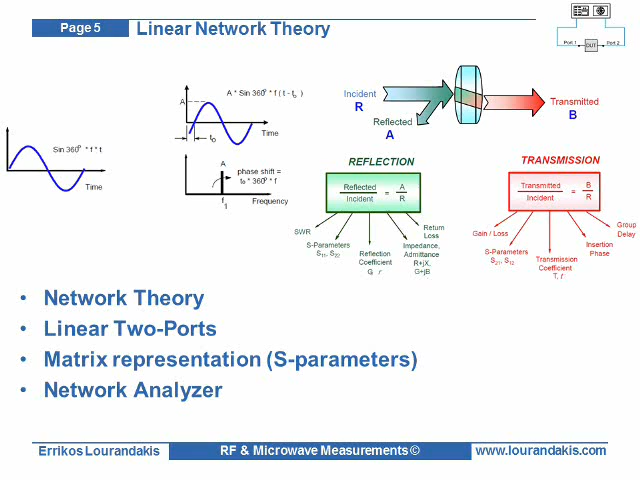 Page 5
Linear Network Theory
Port 1
DUT
Port 2
Sin 360° * f * t
Time
A
A * Sin 360° * f ( t - t₀ )
Time
t₀
A
phase shift =
t₀ * 360° * f
f₁
Frequency
Incident
R
Reflected
A
Transmitted
B
REFLECTION
Reflected
Incident
=
A
R
SWR
S-Parameters
S₁₁, S₂₂
Reflection
Coefficient
G, r
Impedance,
Admittance
R+jX,
G+jB
Return
Loss
TRANSMISSION
Transmitted
Incident
=
B
R
Gain / Loss
S-Parameters
S₂₁, S₁₂
Transmission
Coefficient
Insertion
Phase
Group
Delay
• Network Theory
• Linear Two-Ports
• Matrix representation (S-parameters)
• Network Analyzer
Errikos Lourandakis
RF & Microwave Measurements ©
www.lourandakis.com